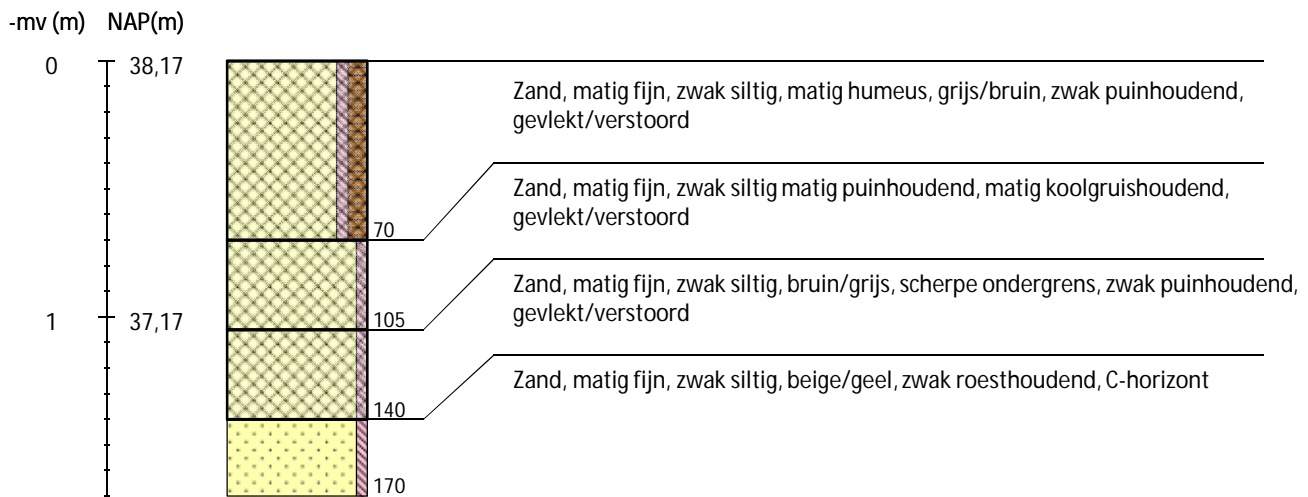 -mv (m) NAP(m)
0 38,17
Zand, matig fijn, zwak siltig, matig humeus, grijs/bruin, zwak puinhoudend,
gevlekt/verstoord
Zand, matig fijn, zwak siltig matig puinhoudend, matig koolgruishoudend,
gevlekt/verstoord
70
Zand, matig fijn, zwak siltig, bruin/grijs, scherpe ondergrens, zwak puinhoudend,
gevlekt/verstoord
1 37,17 105
Zand, matig fijn, zwak siltig, beige/geel, zwak roesthoudend, C-horizont
140
170